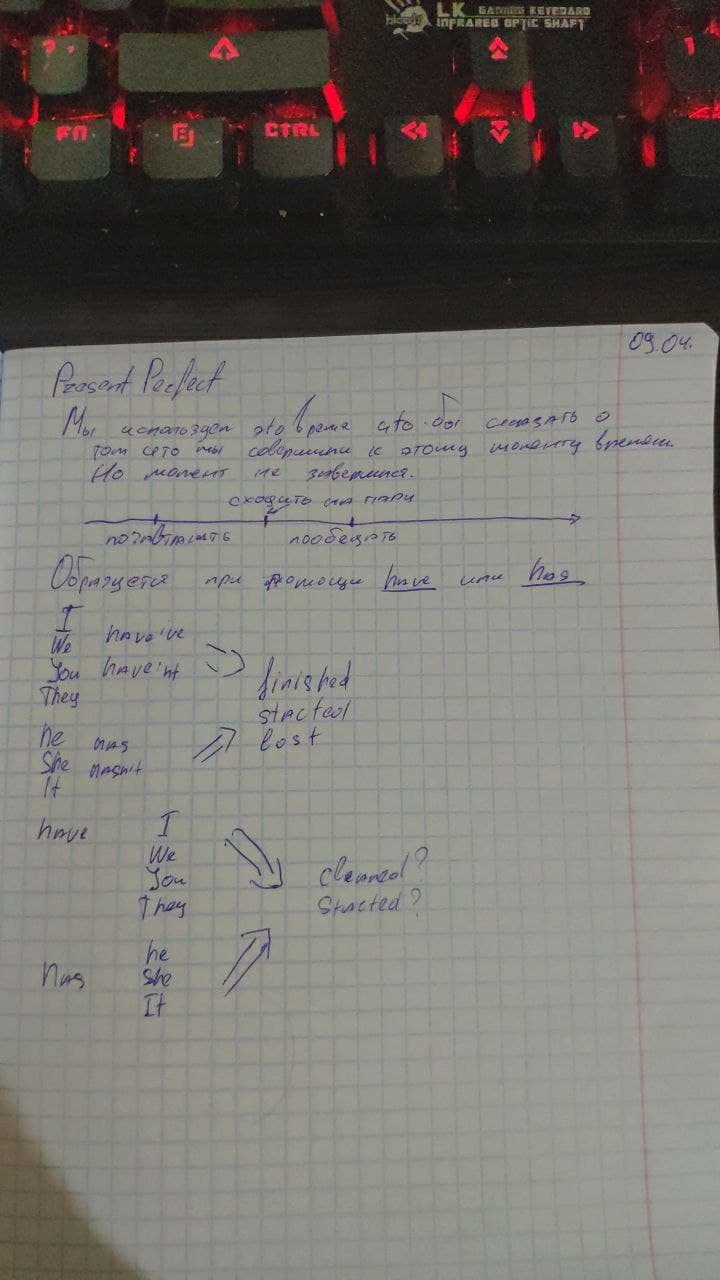 bloody
LK GAMING KEYBOARD
INFRARED OPTIC SHAFT
? ,
1
FN
CTRL
09.04.
Present Perfect
Мы используем это время что-бы сказать о
том что мы совершили к этому моменту времени.
Но момент не завершился.
сходить на пары
позавтракать пообедать
Образуется при помощи have или has
I
We have've
You have'nt
They
finished
started
lost
he has
She hasn't
It
have I
We
You
They
cleaned?
Started?
he
Has She
It